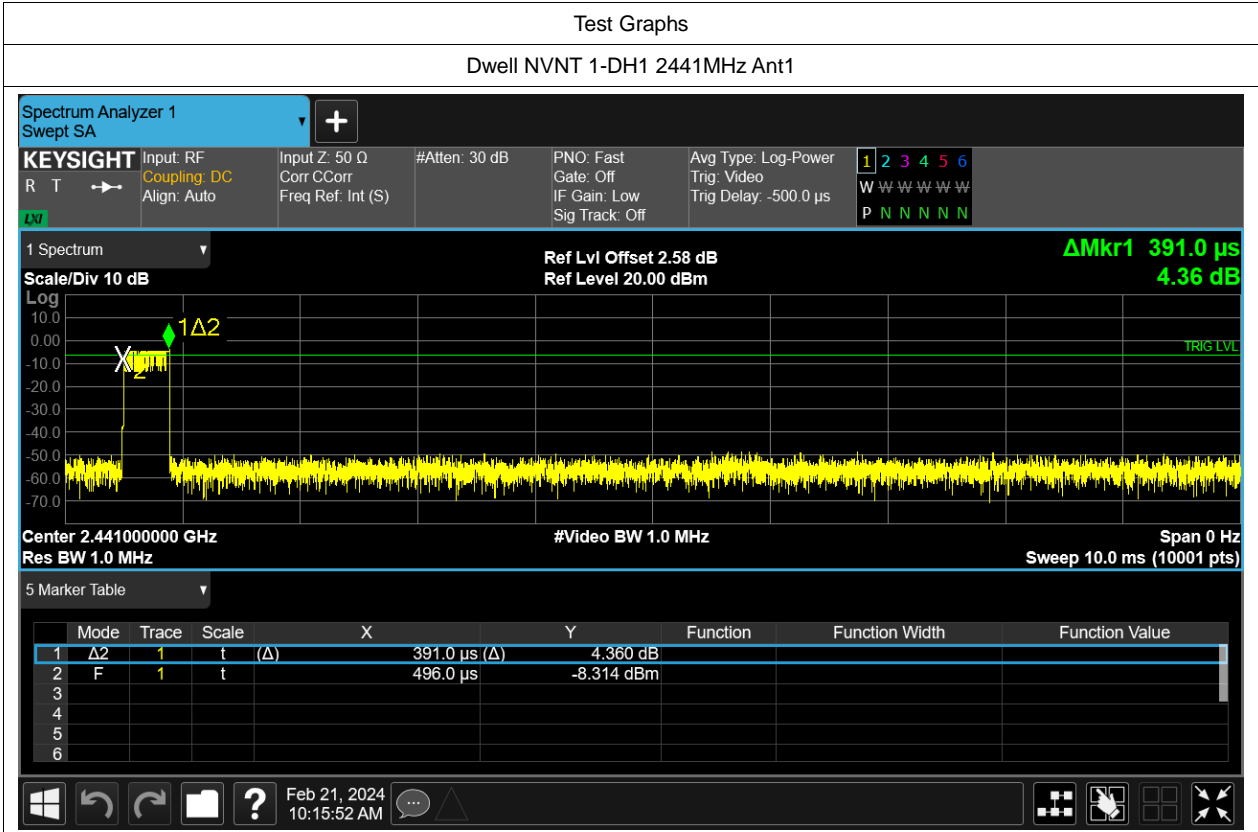 Test Graphs
Dwell NVNT 1-DH1 2441MHz Ant1
Spectrum Analyzer 1
Swept SA
KEYSIGHT
R T
LXI
Input: RF
Coupling: DC
Align: Auto
Input Z: 50 Ω
Corr CCorr
Freq Ref: Int (S)
#Atten: 30 dB
PNO: Fast
Gate: Off
IF Gain: Low
Sig Track: Off
Avg Type: Log-Power
Trig: Video
Trig Delay: -500.0 µs
1 2 3 4 5 6
W W W W W W
P N N N N N
1 Spectrum
Scale/Div 10 dB
Ref Lvl Offset 2.58 dB
Ref Level 20.00 dBm
ΔMkr1 391.0 µs
4.36 dB
Log
10.0
0.00
-10.0
-20.0
-30.0
-40.0
-50.0
-60.0
-70.0
1Δ2
X
2
TRIG LVL
Center 2.441000000 GHz
#Video BW 1.0 MHz
Span 0 Hz
Res BW 1.0 MHz
Sweep 10.0 ms (10001 pts)
5 Marker Table
Mode Trace Scale X Y Function Function Width Function Value
1 Δ2 1 t (Δ) 391.0 µs (Δ) 4.360 dB
2 F 1 t 496.0 µs -8.314 dBm
3
4
5
6
?
Feb 21, 2024
10:15:52 AM